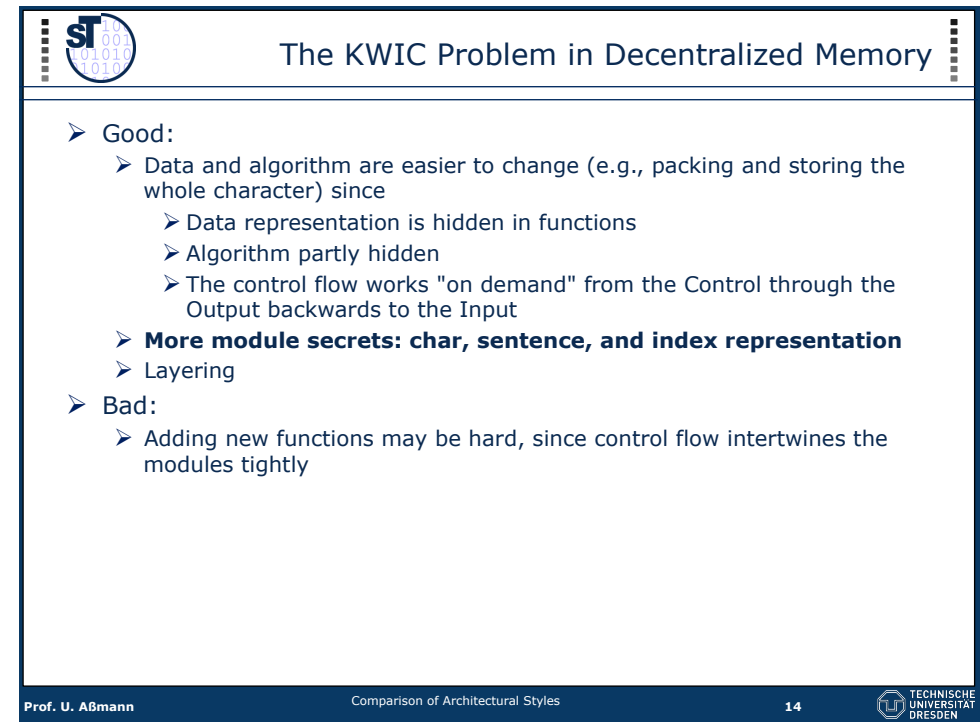 ST
The KWIC Problem in Decentralized Memory
Good:
Data and algorithm are easier to change (e.g., packing and storing the
whole character) since
Data representation is hidden in functions
Algorithm partly hidden
The control flow works "on demand" from the Control through the
Output backwards to the Input
More module secrets: char, sentence, and index representation
Layering
Bad:
Adding new functions may be hard, since control flow intertwines the
modules tightly
Prof. U. Aßmann
Comparison of Architectural Styles
14
TECHNISCHE
UNIVERSITÄT
DRESDEN